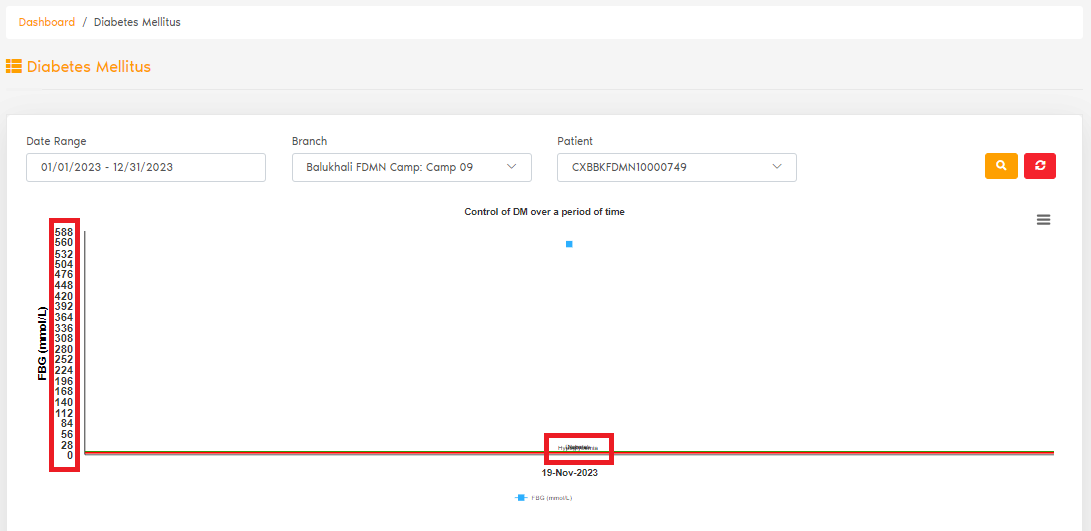 Dashboard / Diabetes Mellitus
Diabetes Mellitus
Date Range
Branch
Patient
01/01/2023 - 12/31/2023
Balukhali FDMN Camp: Camp 09
CXBBKFDMN10000749
Control of DM over a period of time
FBG (mmol/L)
588
560
532
504
476
448
420
392
364
336
308
280
252
224
196
168
140
112
84
56
28
0
19-Nov-2023
FBG (mmol/L)